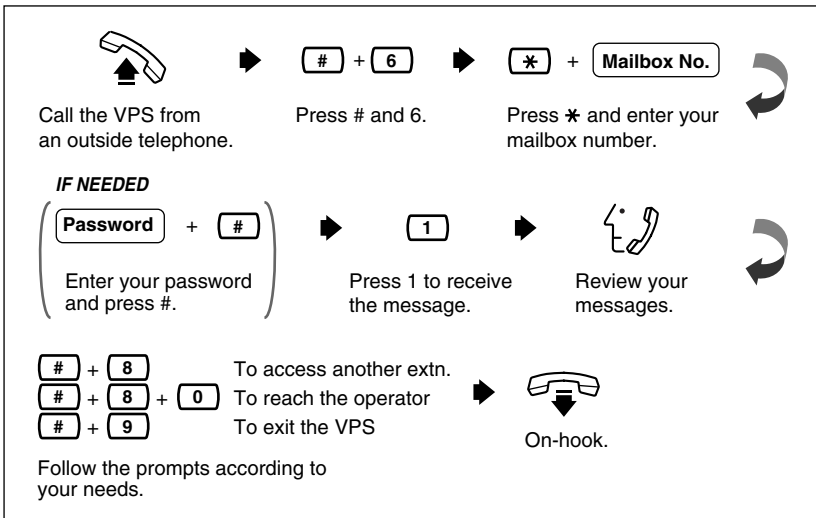 # + 6
✱ + Mailbox No.
Call the VPS from
an outside telephone.
Press # and 6.
Press ✱ and enter your
mailbox number.
IF NEEDED
Password + #
1
Enter your password
and press #.
Press 1 to receive
the message.
Review your
messages.
# + 8 To access another extn.
# + 8 + 0 To reach the operator
# + 9 To exit the VPS
On-hook.
Follow the prompts according to
your needs.